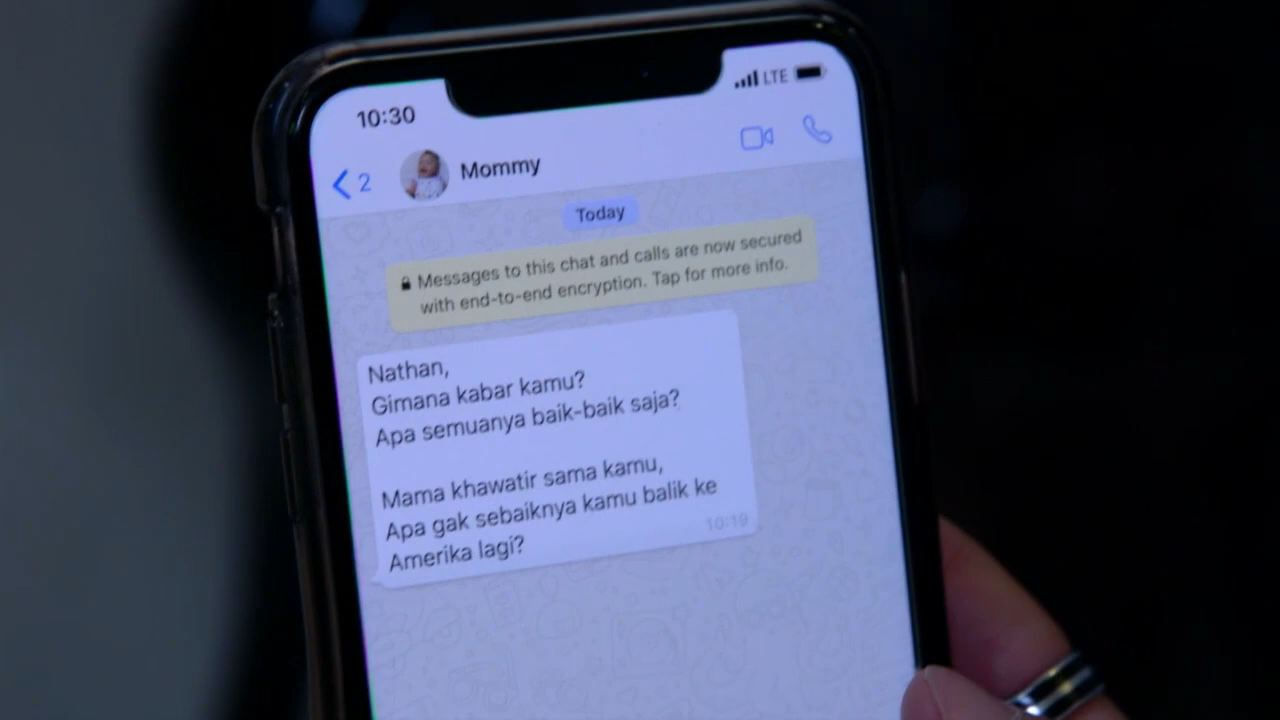 10:30
LTE
2
Mommy
Today
Messages to this chat and calls are now secured
with end-to-end encryption. Tap for more info.
Nathan,
Gimana kabar kamu?
Apa semuanya baik-baik saja?
Mama khawatir sama kamu,
Apa gak sebaiknya kamu balik ke
Amerika lagi?
10:19